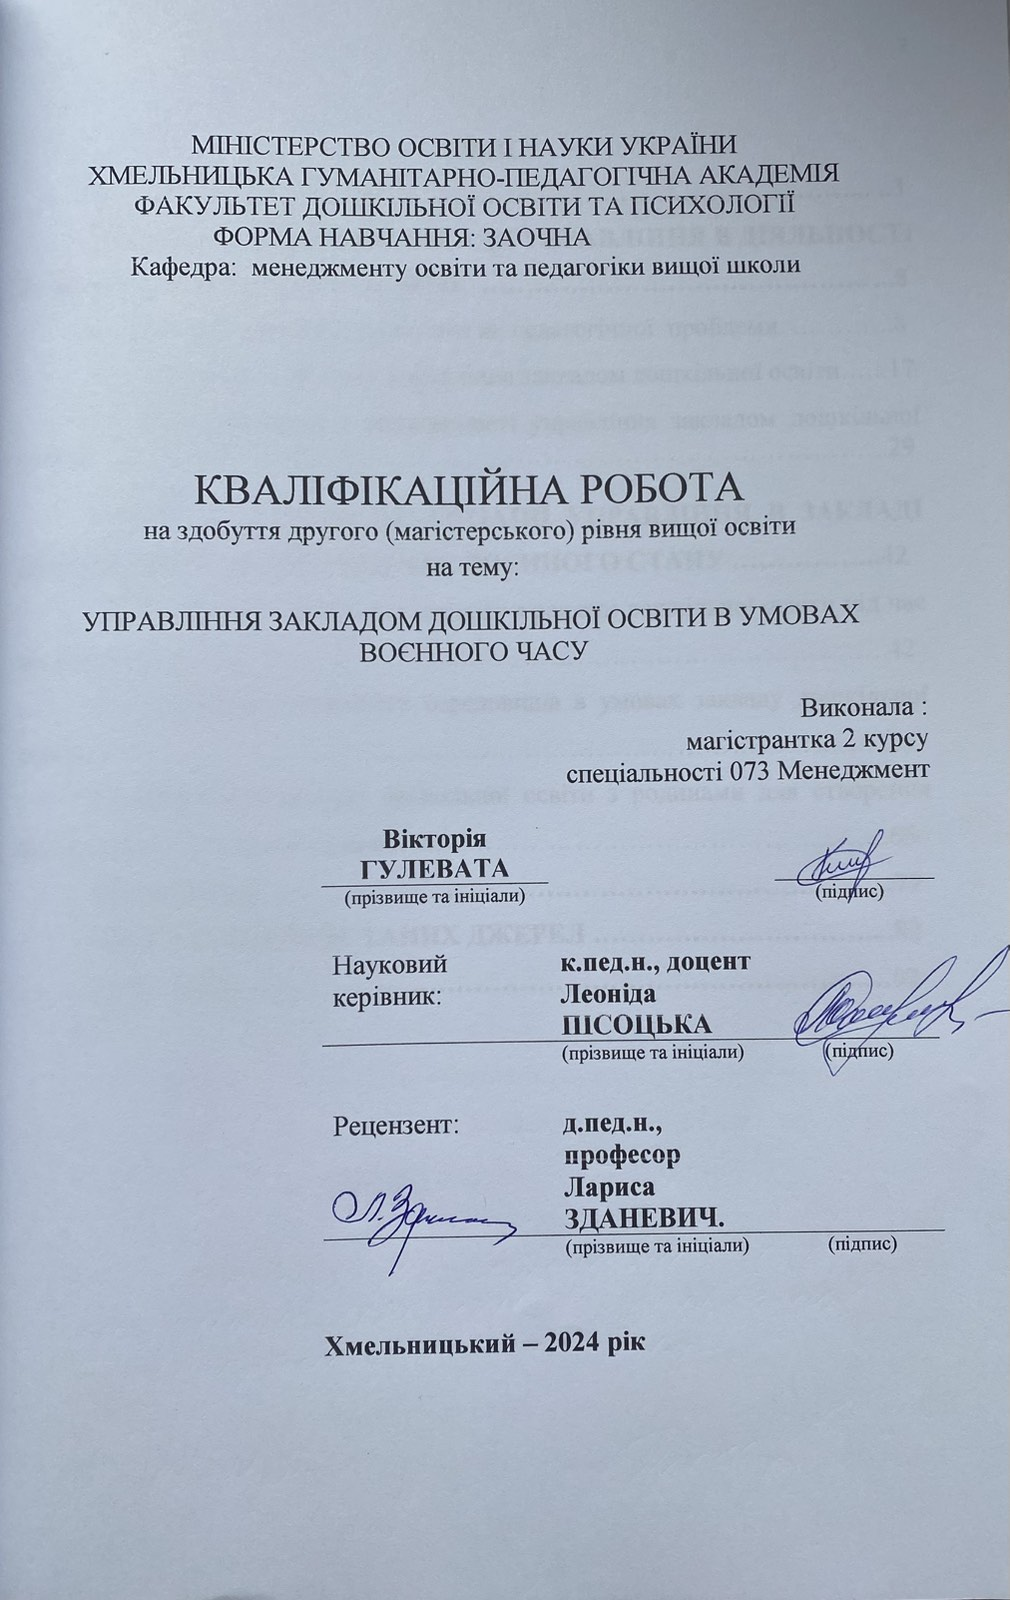 МІНІСТЕРСТВО ОСВІТИ І НАУКИ УКРАЇНИ
ХМЕЛЬНИЦЬКА ГУМАНІТАРНО-ПЕДАГОГІЧНА АКАДЕМІЯ
ФАКУЛЬТЕТ ДОШКІЛЬНОЇ ОСВІТИ ТА ПСИХОЛОГІЇ
ФОРМА НАВЧАННЯ: ЗАОЧНА
Кафедра: менеджменту освіти та педагогіки вищої школи
КВАЛІФІКАЦІЙНА РОБОТА
на здобуття другого (магістерського) рівня вищої освіти
на тему:
УПРАВЛІННЯ ЗАКЛАДОМ ДОШКІЛЬНОЇ ОСВІТИ В УМОВАХ
ВОЄННОГО ЧАСУ
Виконала :
магістрантка 2 курсу
спеціальності 073 Менеджмент
Вікторія
ГУЛЕВАТА
(прізвище та ініціали) (підпис)
Науковий к.пед.н., доцент
керівник: Леоніда
ПІСОЦЬКА
(прізвище та ініціали) (підпис)
Рецензент: д.пед.н.,
професор
Лариса
ЗДАНЕВИЧ.
(прізвище та ініціали) (підпис)
Хмельницький – 2024 рік